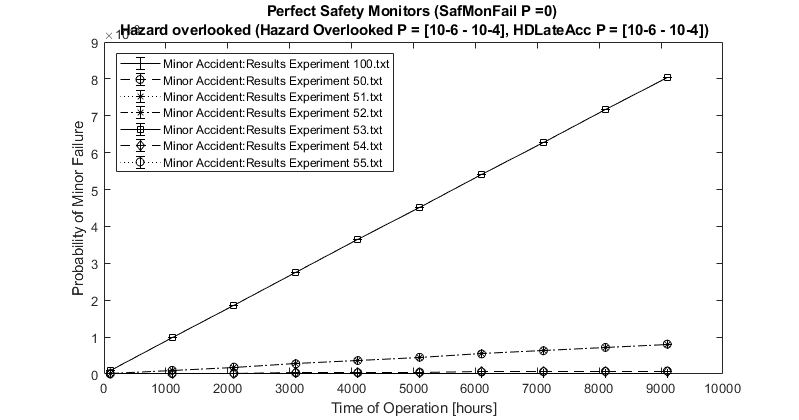 Perfect Safety Monitors (SafMonFail P =0)
Hazard overlooked (Hazard Overlooked P = [10-6 - 10-4], HDLateAcc P = [10-6 - 10-4])
9
8
7
6
5
4
3
2
1
0
Probability of Minor Failure
Minor Accident:Results Experiment 100.txt
Minor Accident:Results Experiment 50.txt
Minor Accident:Results Experiment 51.txt
Minor Accident:Results Experiment 52.txt
Minor Accident:Results Experiment 53.txt
Minor Accident:Results Experiment 54.txt
Minor Accident:Results Experiment 55.txt
0 1000 2000 3000 4000 5000 6000 7000 8000 9000 10000
Time of Operation [hours]